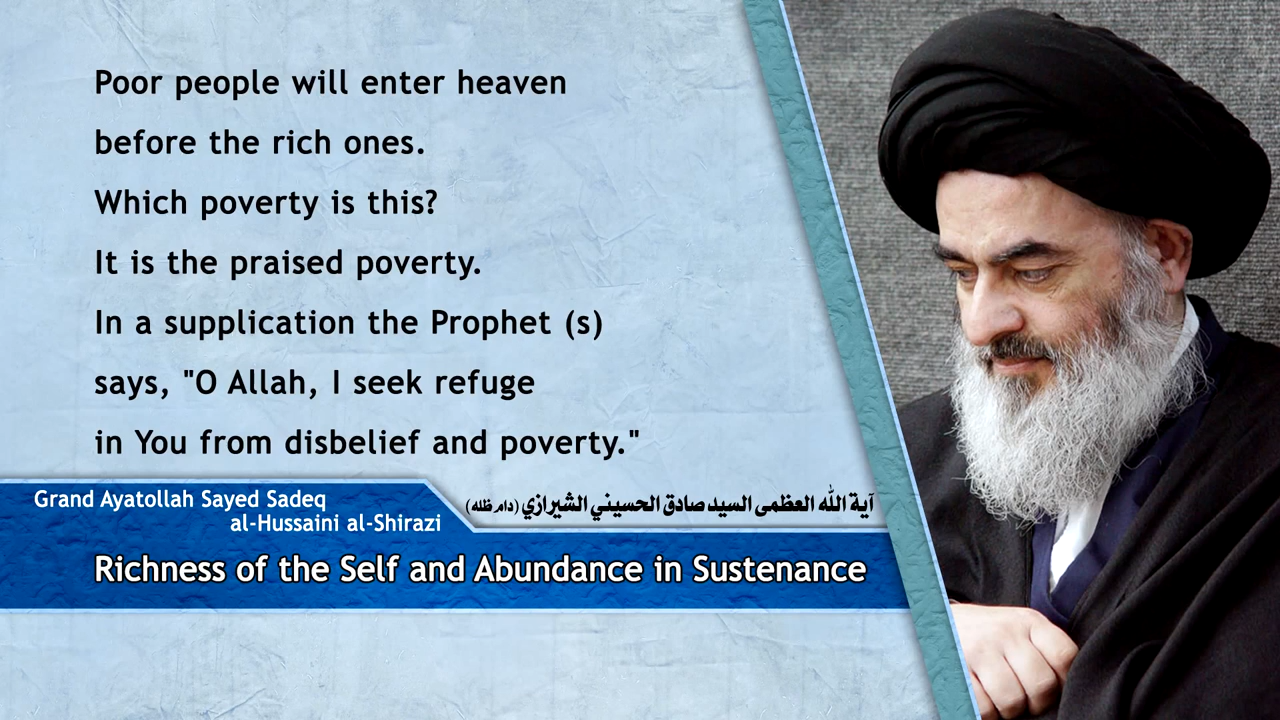 Poor people will enter heaven
before the rich ones.
Which poverty is this?
It is the praised poverty.
In a supplication the Prophet (s)
says, "O Allah, I seek refuge
in You from disbelief and poverty."
Grand Ayatollah Sayed Sadeq
al-Hussaini al-Shirazi
آية الله العظمى السيد صادق الحسيني الشيرازي (دام ظله)
Richness of the Self and Abundance in Sustenance